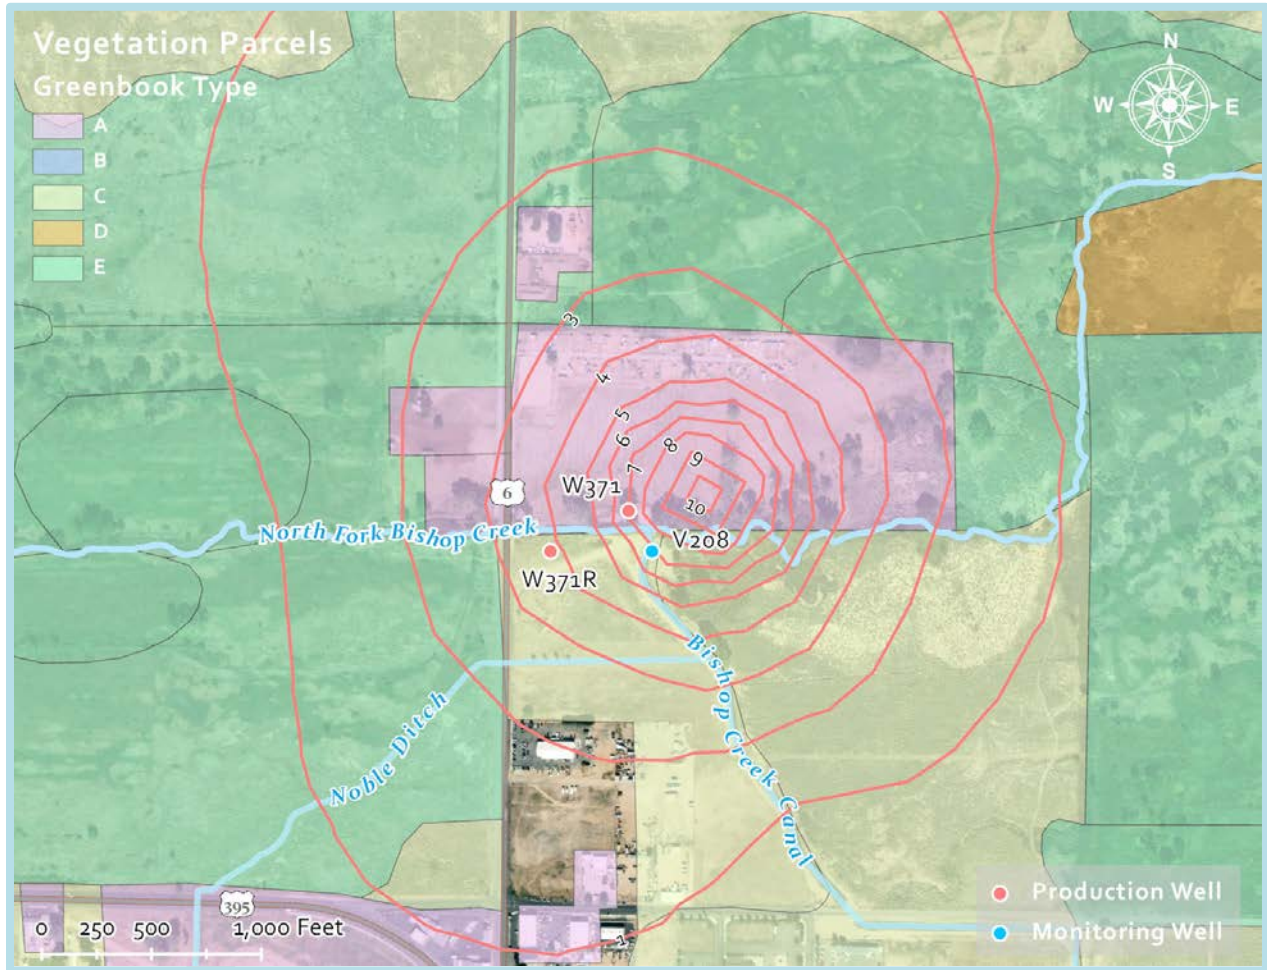 Vegetation Parcels
Greenbook Type
A
B
C
D
E
N
W E
S
3
4
5
6
7
8
9
10
W371
6
North Fork Bishop Creek
V208
W371R
Bishop Creek Canal
Noble Ditch
395
0 250 500 1,000 Feet
1
Production Well
Monitoring Well